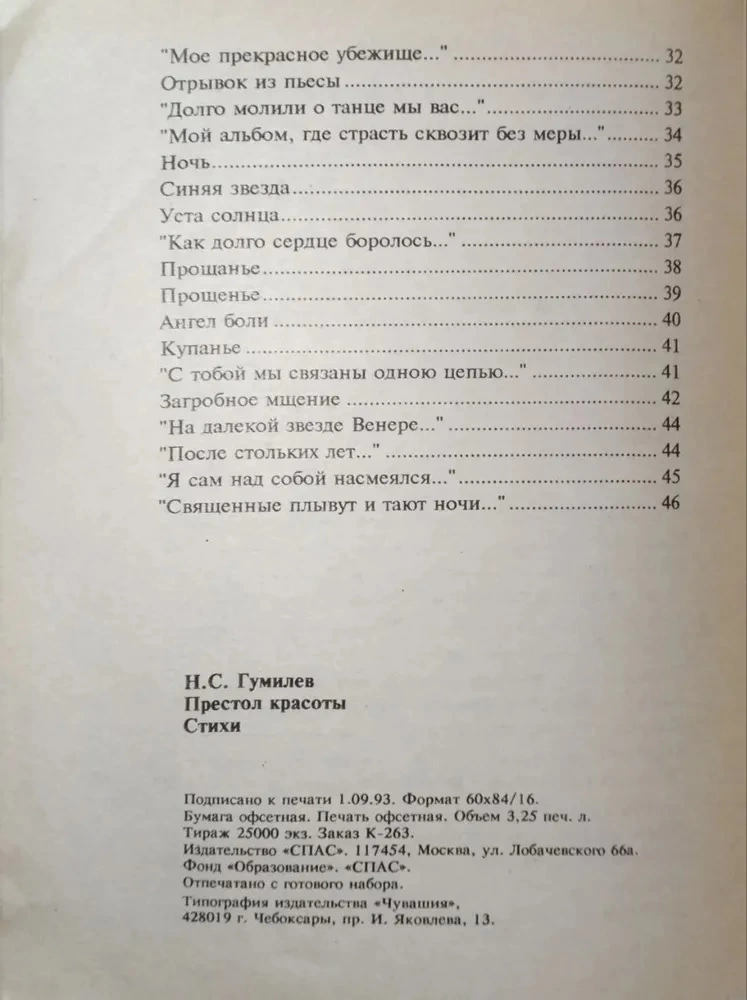 "Мое прекрасное убежище..." 32
Отрывок из пьесы 32
"Долго молили о танце мы вас..." 33
"Мой альбом, где страсть сквозит без меры..." 34
Ночь 35
Синяя звезда 36
Уста солнца 36
"Как долго сердце боролось..." 37
Прощанье 38
Прощенье 39
Ангел боли 40
Купанье 41
"С тобой мы связаны одною цепью..." 41
Загробное мщение 42
"На далекой звезде Венере..." 44
"После стольких лет..." 44
"Я сам над собой насмеялся..." 45
"Священные плывут и тают ночи..." 46
Н.С. Гумилев
Престол красоты
Стихи
Подписано к печати 1.09.93. Формат 60х84/16.
Бумага офсетная. Печать офсетная. Объем 3,25 печ. л.
Тираж 25000 экз. Заказ К-263.
Издательство «СПАС». 117454, Москва, ул. Лобачевского 66а.
Фонд «Образование». «СПАС».
Отпечатано с готового набора.
Типография издательства «Чувашия»,
428019 г. Чебоксары, пр. И. Яковлева, 13.